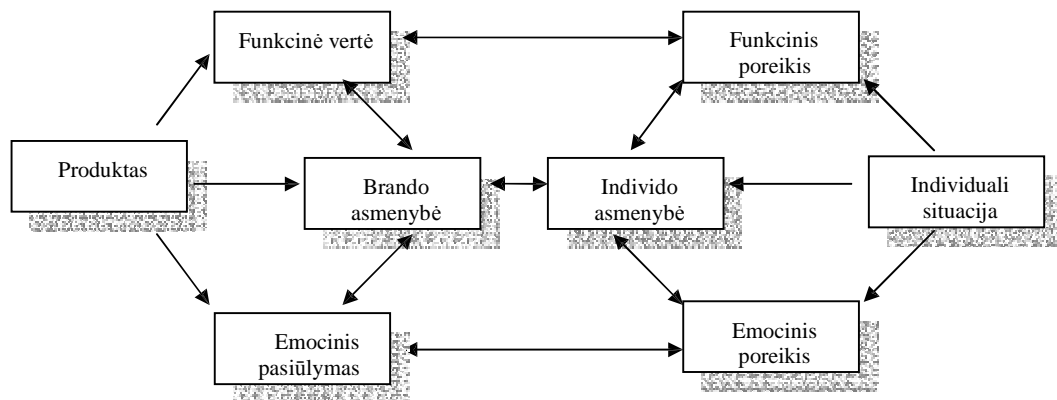 Funkcinė vertė
Funkcinis
poreikis
Produktas
Brando
asmenybė
Individo
asmenybė
Individuali
situacija
Emocinis
pasiūlymas
Emocinis
poreikis